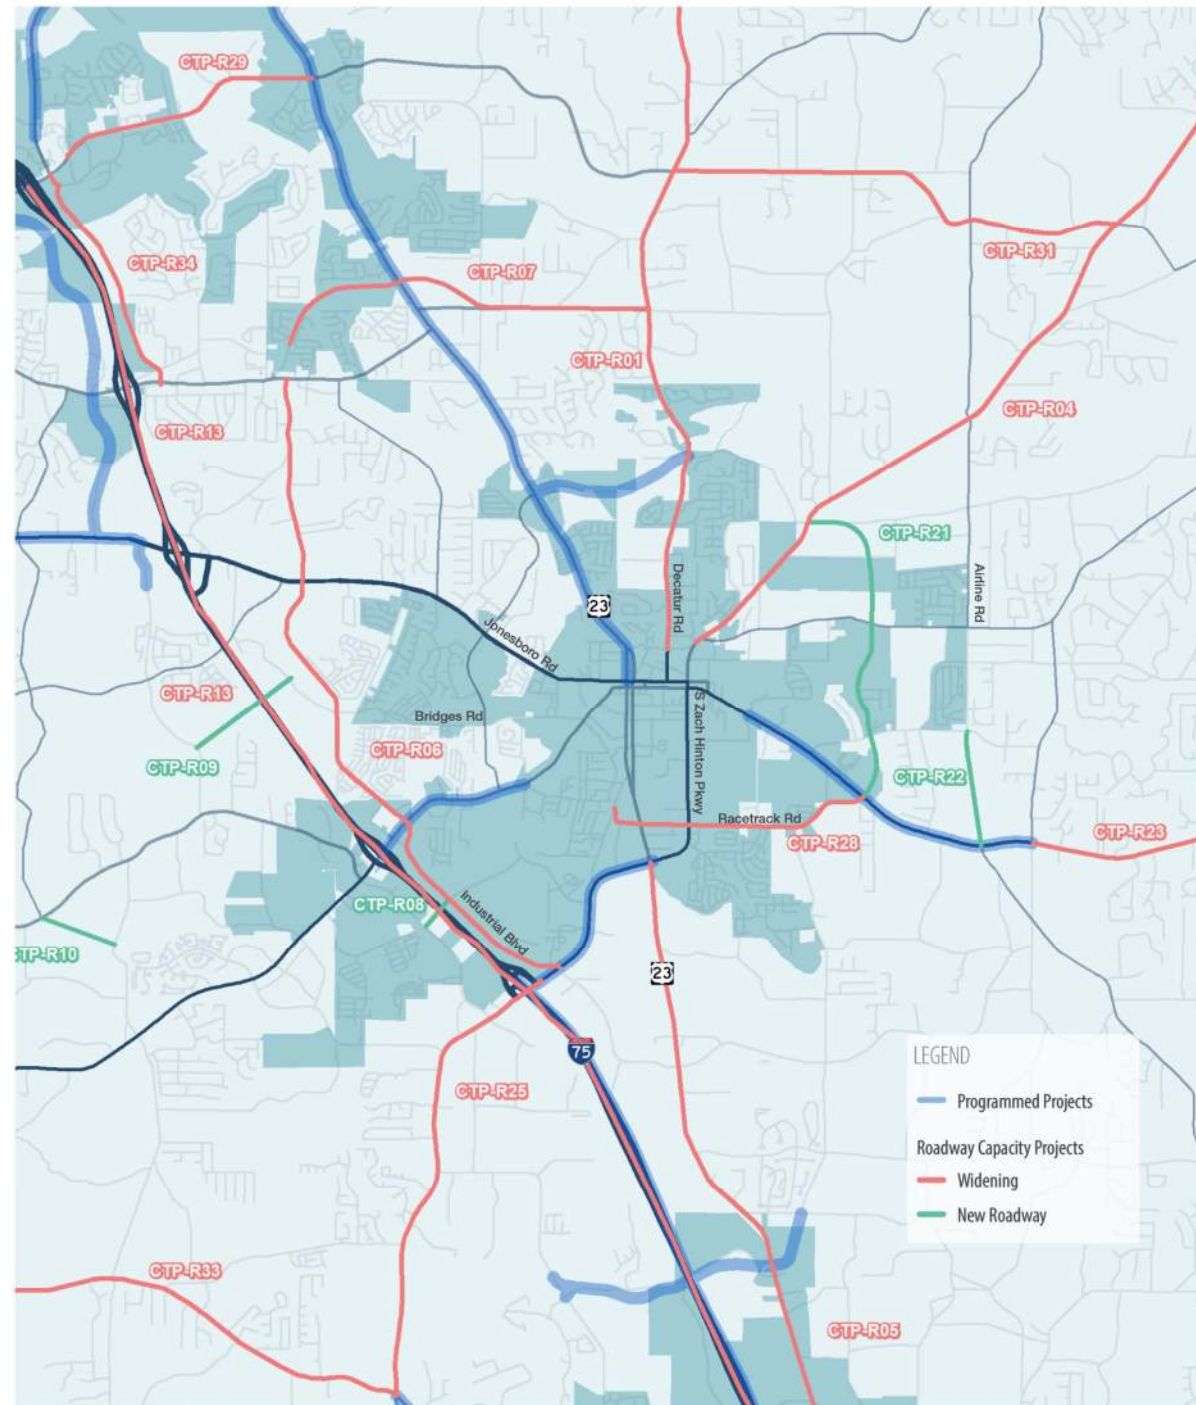 CTP-R29
CTP-R34
CTP-R07
CTP-R31
CTP-R01
CTP-R04
CTP-R13
CTP-R21
Airline Rd
Decatur Rd
23
Jonesboro Rd
CTP-R13
S Zach Hinton Pkwy
Bridges Rd
CTP-R06
CTP-R09
CTP-R22
Racetrack Rd
CTP-R23
CTP-R28
CTP-R08
Industrial Blvd
CTP-R10
23
75
CTP-R25
LEGEND
Programmed Projects
Roadway Capacity Projects
Widening
New Roadway
CTP-R33
CTP-R05